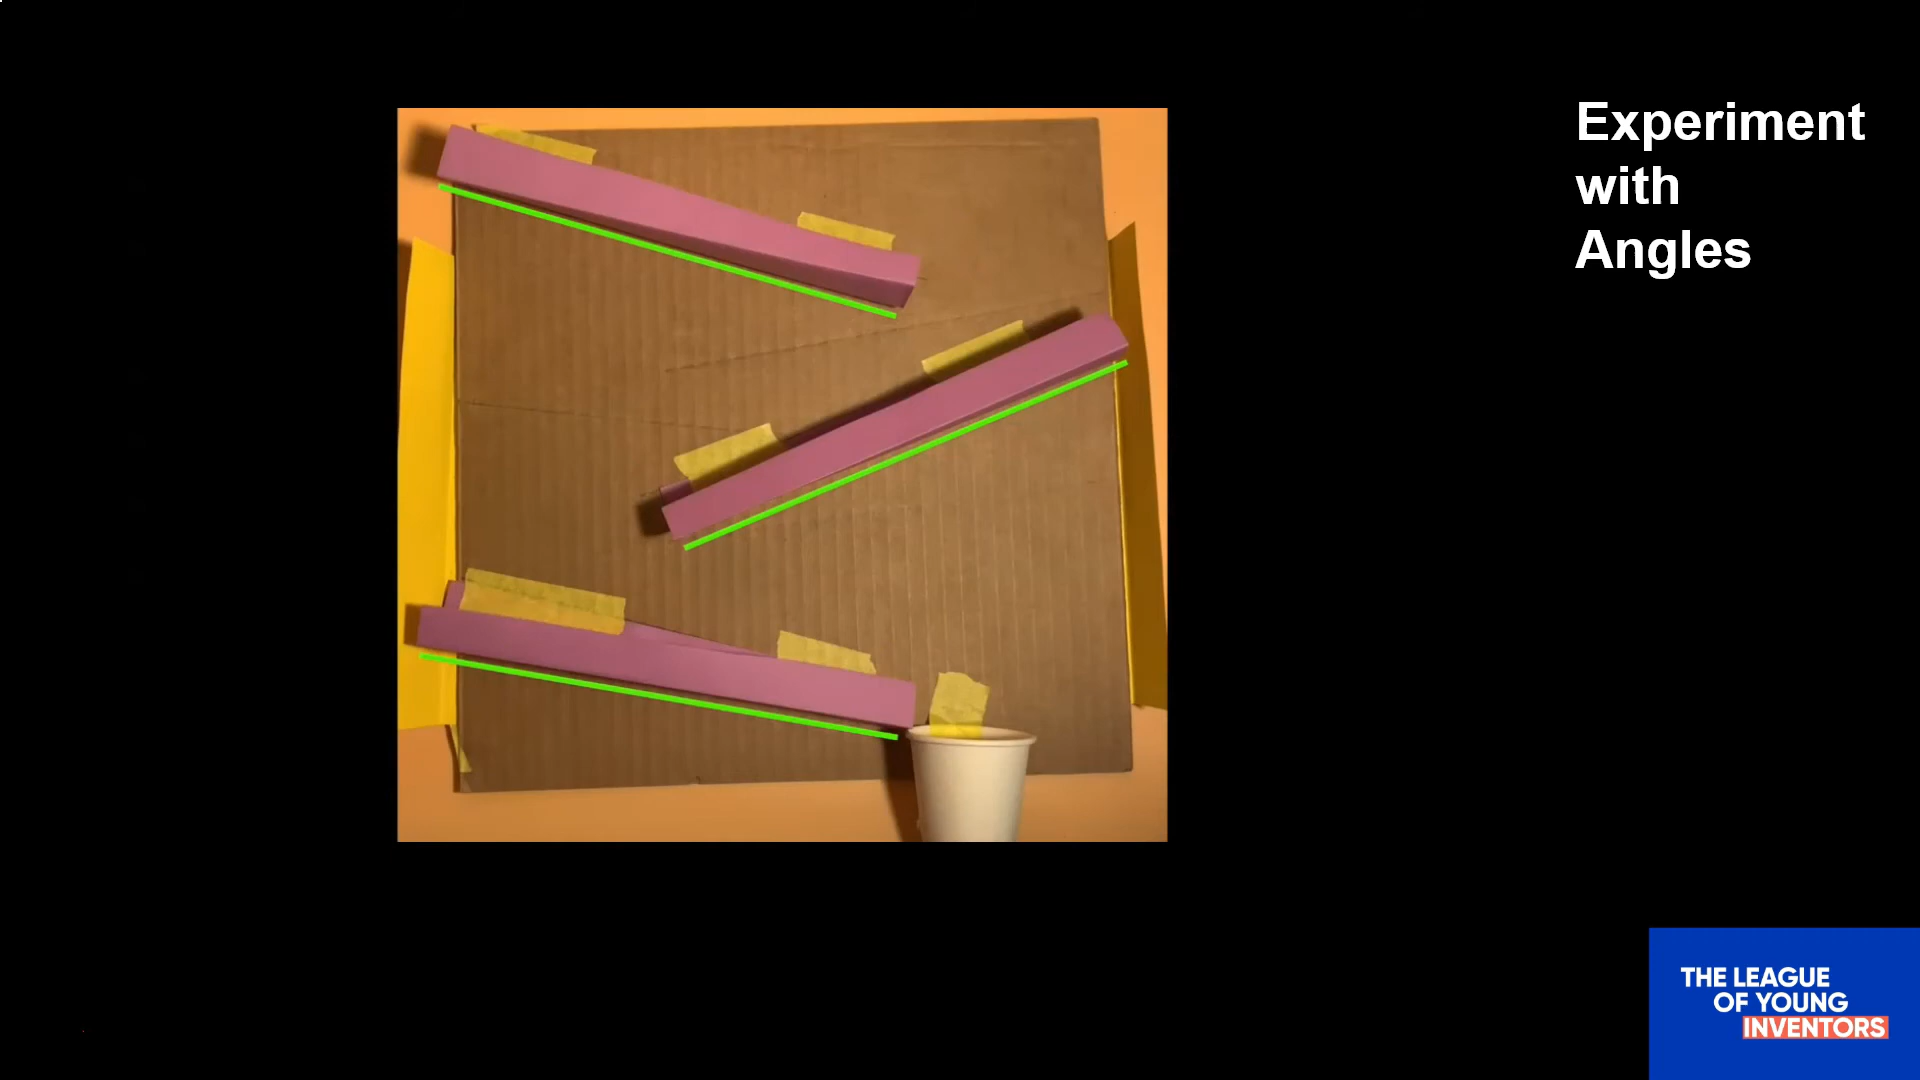 Experiment
with
Angles
THE LEAGUE
OF YOUNG
INVENTORS